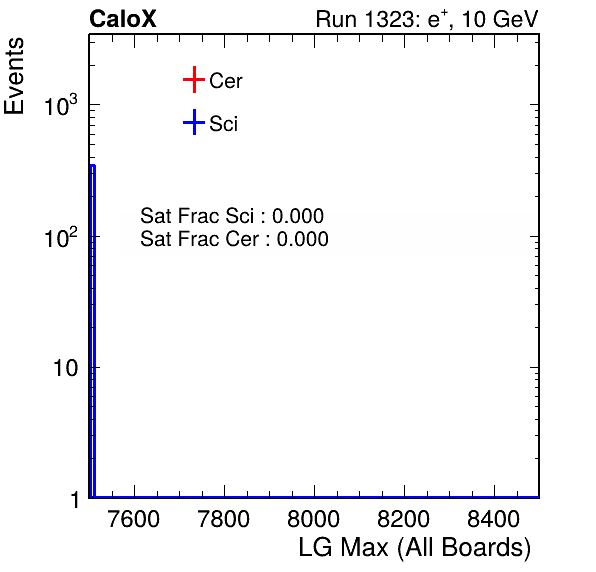 CaloX
Run 1323: e⁺, 10 GeV
Events
Cer
Sci
Sat Frac Sci : 0.000
Sat Frac Cer : 0.000
10³
10²
10
1
7600 7800 8000 8200 8400
LG Max (All Boards)